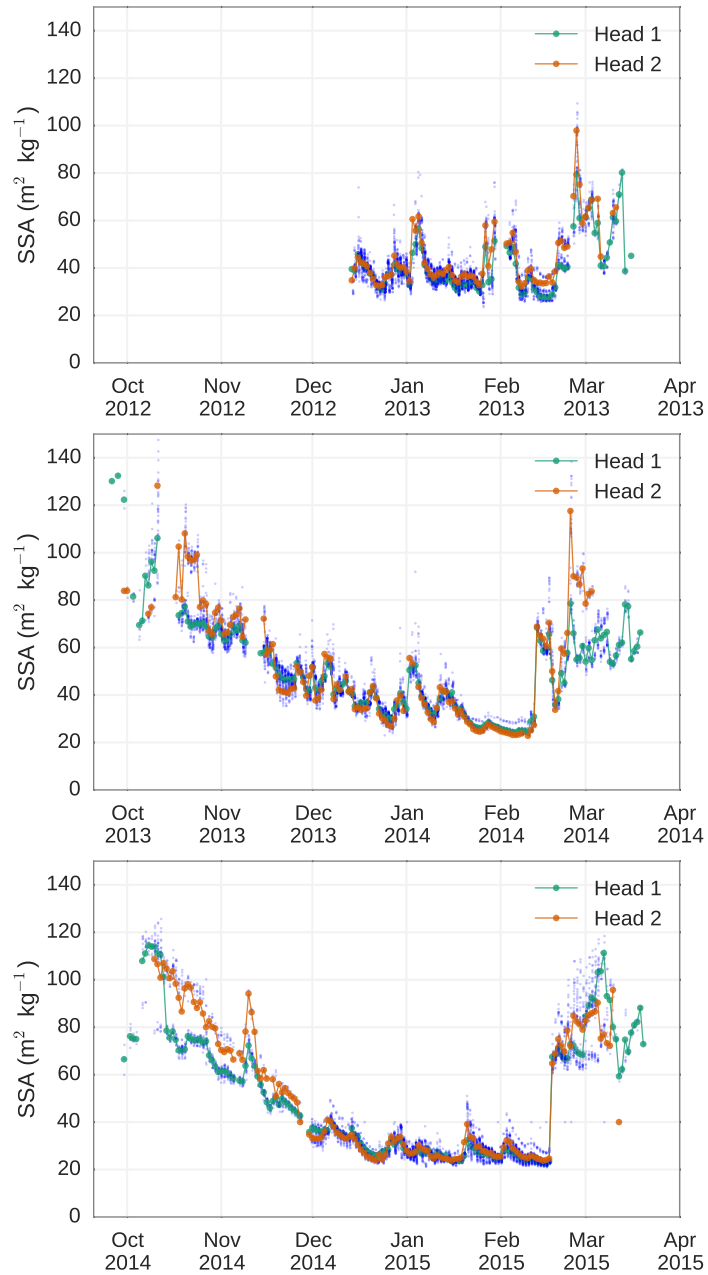 140
120
100
80
60
40
20
0
SSA (m² kg⁻¹)
Head 1
Head 2
Oct Nov Dec Jan Feb Mar Apr
2012 2012 2012 2013 2013 2013 2013
140
120
100
80
60
40
20
0
SSA (m² kg⁻¹)
Head 1
Head 2
Oct Nov Dec Jan Feb Mar Apr
2013 2013 2013 2014 2014 2014 2014
140
120
100
80
60
40
20
0
SSA (m² kg⁻¹)
Head 1
Head 2
Oct Nov Dec Jan Feb Mar Apr
2014 2014 2014 2015 2015 2015 2015